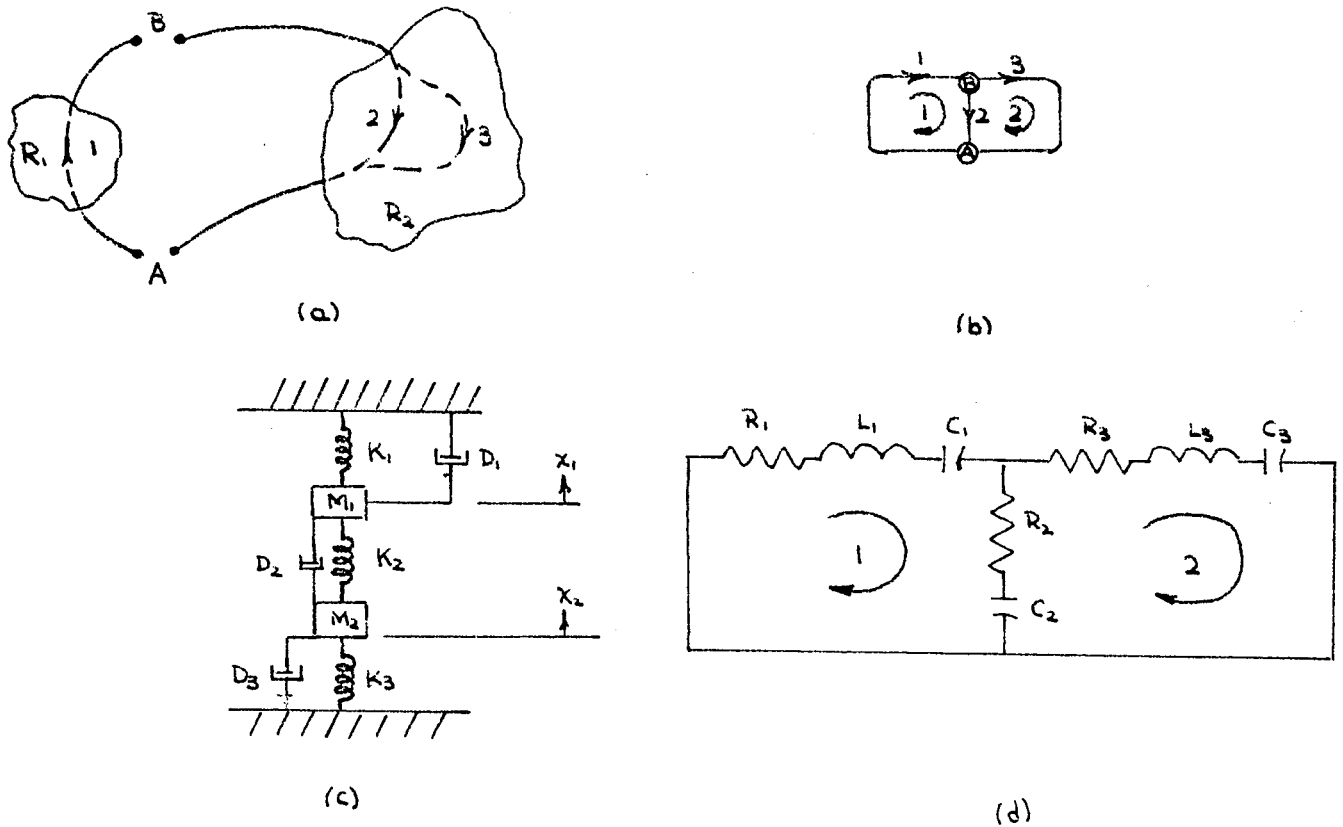 B
1 3
2 3
1 2 2
B
R₁ 1
A
R₂
A
(a)
(b)
K₁ D₁ x₁
M₁
D₂ K₂
M₂ x₂
D₃ K₃
(c)
R₁ L₁ C₁ R₃ L₃ C₃
R₂
1 2
C₂
(d)